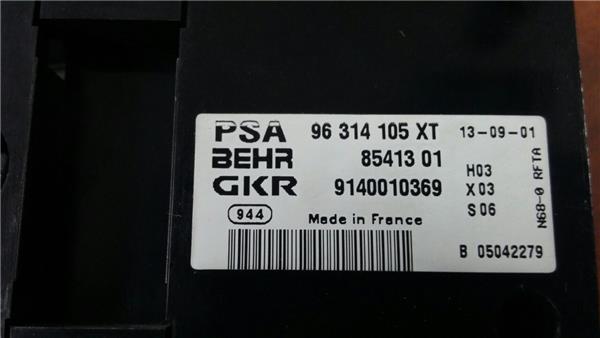 PSA 96 314 105 XT 13-09-01
BEHR 85413 01 H03
GKR 9140010369 X03
944 Made in France S06
B 05042279
N68-0 RFTA